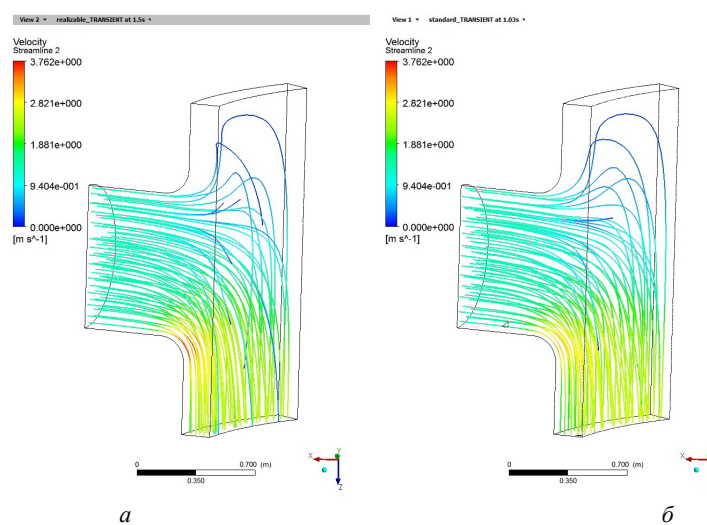 View 2 ▾ realizable_TRANSIENT at 1.5s ▾
Velocity
Streamline 2
3.762e+000
2.821e+000
1.881e+000
9.404e-001
0.000e+000
[m s^-1]
0
0.700 (m)
0.350
X
Y
Z
а
View 1 ▾ standard_TRANSIENT at 1.03s ▾
Velocity
Streamline 2
3.762e+000
2.821e+000
1.881e+000
9.404e-001
0.000e+000
[m s^-1]
0
0.700 (m)
0.350
X
Z
б